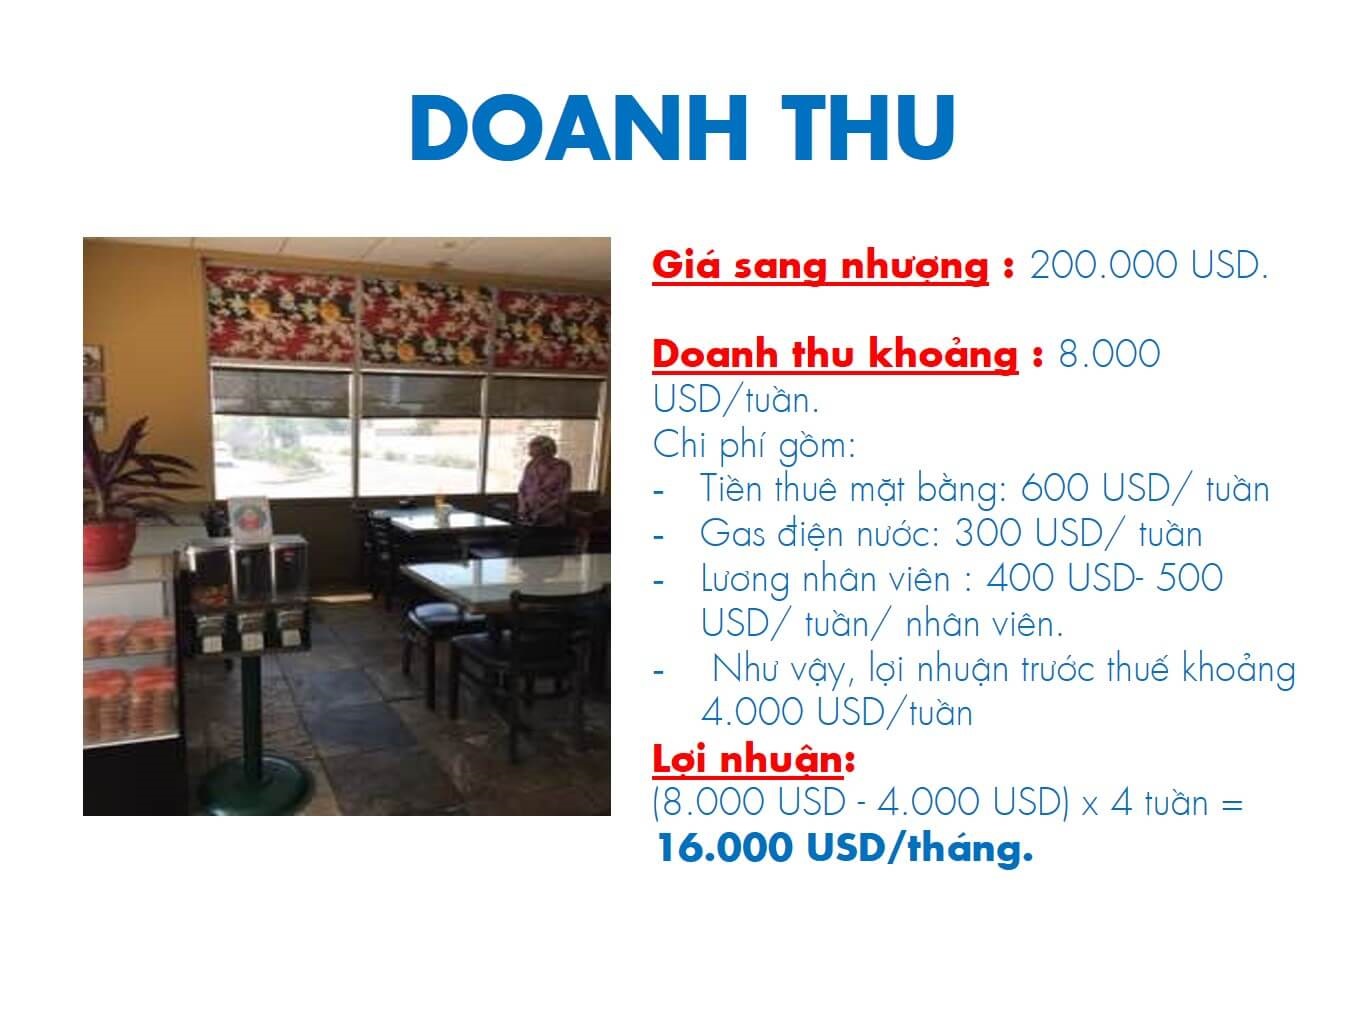 DOANH THU
Giá sang nhượng : 200.000 USD.
Doanh thu khoảng : 8.000
USD/tuần.
Chi phí gồm:
- Tiền thuê mặt bằng: 600 USD/ tuần
- Gas điện nước: 300 USD/ tuần
- Lương nhân viên : 400 USD- 500
USD/ tuần/ nhân viên.
- Như vậy, lợi nhuận trước thuế khoảng
4.000 USD/tuần
Lợi nhuận:
(8.000 USD - 4.000 USD) x 4 tuần =
16.000 USD/tháng.